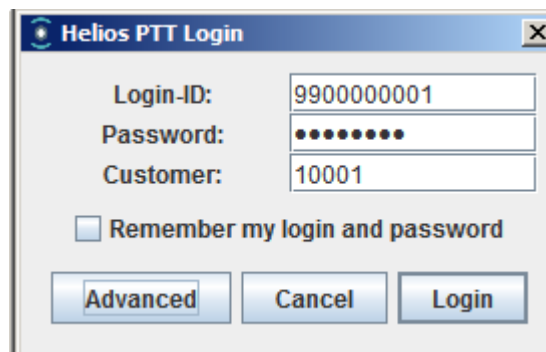 Helios PTT Login
Login-ID: 9900000001
Password: ●●●●●●●●
Customer: 10001
Remember my login and password
Advanced Cancel Login